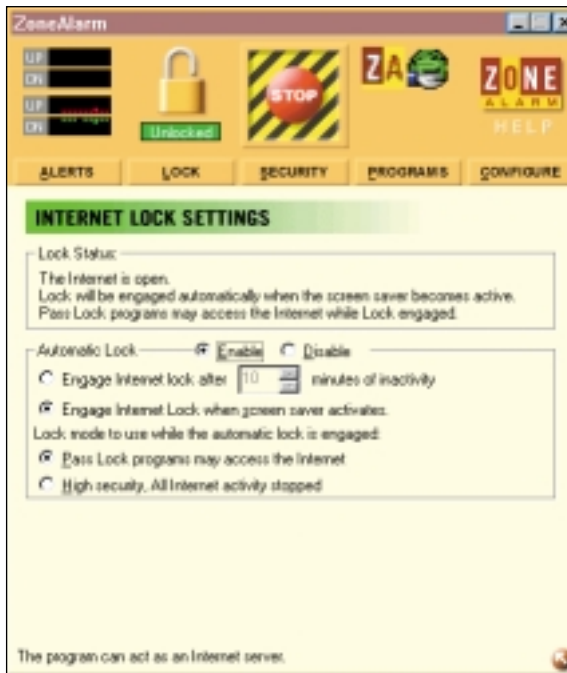 ZoneAlarm
UP
DN
UP
DN
Unlocked
STOP
ZA
ZONE
ALARM
HELP
ALERTS
LOCK
SECURITY
PROGRAMS
CONFIGURE
INTERNET LOCK SETTINGS
Lock Status:
The Internet is open.
Lock will be engaged automatically when the screen saver becomes active.
Pass Lock programs may access the Internet while Lock engaged.
Automatic Lock Enable Disable
Engage Internet lock after 10 minutes of inactivity
Engage Internet Lock when screen saver activates.
Lock mode to use while the automatic lock is engaged:
Pass Lock programs may access the Internet
High security, All Internet activity stopped
The program can act as an Internet server.